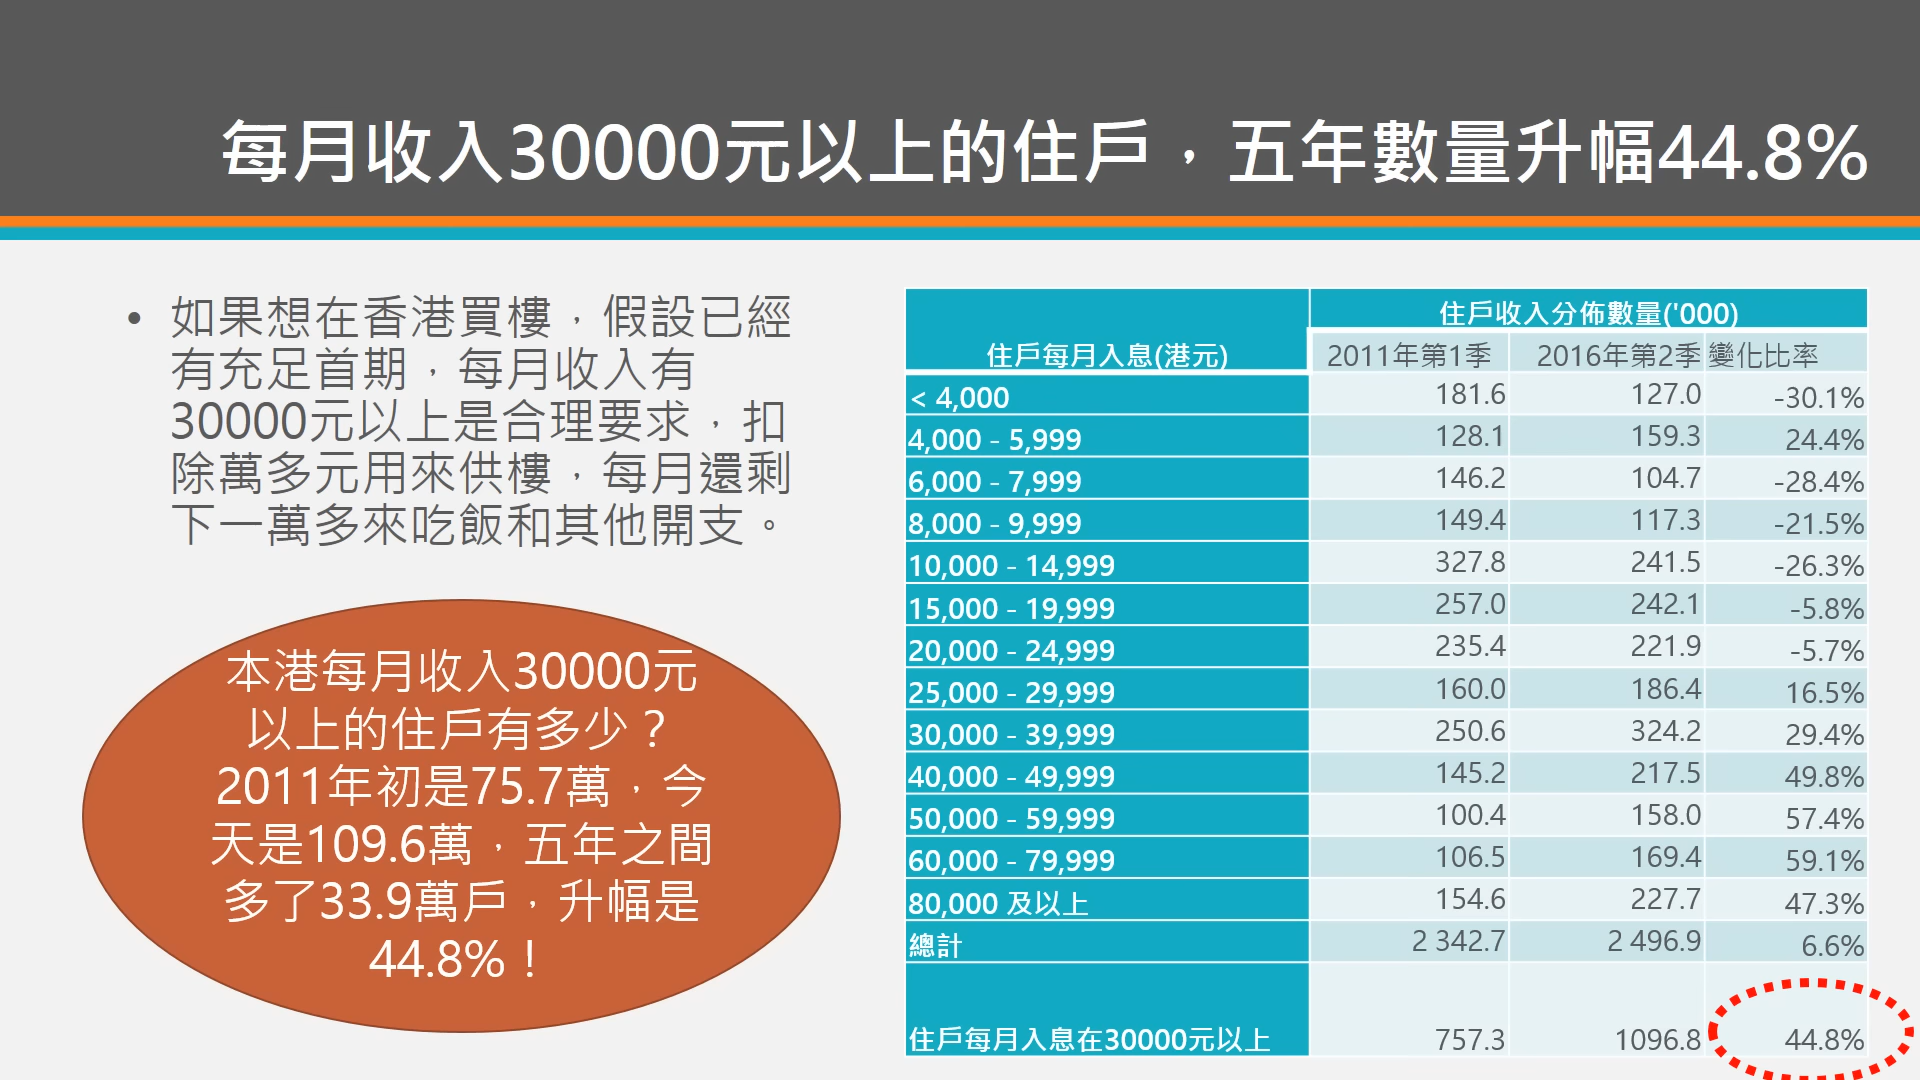 每月收入30000元以上的住戶，五年數量升幅44.8%
• 如果想在香港買樓，假設已經
有充足首期，每月收入有
30000元以上是合理要求，扣
除萬多元用來供樓，每月還剩
下一萬多來吃飯和其他開支。
本港每月收入30000元
以上的住戶有多少？
2011年初是75.7萬，今
天是109.6萬，五年之間
多了33.9萬戶，升幅是
44.8%！
住戶收入分佈數量('000)
住戶每月入息(港元) 2011年第1季 2016年第2季 變化比率
< 4,000 181.6 127.0 -30.1%
4,000 - 5,999 128.1 159.3 24.4%
6,000 - 7,999 146.2 104.7 -28.4%
8,000 - 9,999 149.4 117.3 -21.5%
10,000 - 14,999 327.8 241.5 -26.3%
15,000 - 19,999 257.0 242.1 -5.8%
20,000 - 24,999 235.4 221.9 -5.7%
25,000 - 29,999 160.0 186.4 16.5%
30,000 - 39,999 250.6 324.2 29.4%
40,000 - 49,999 145.2 217.5 49.8%
50,000 - 59,999 100.4 158.0 57.4%
60,000 - 79,999 106.5 169.4 59.1%
80,000 及以上 154.6 227.7 47.3%
總計 2 342.7 2 496.9 6.6%
住戶每月入息在30000元以上 757.3 1096.8 44.8%